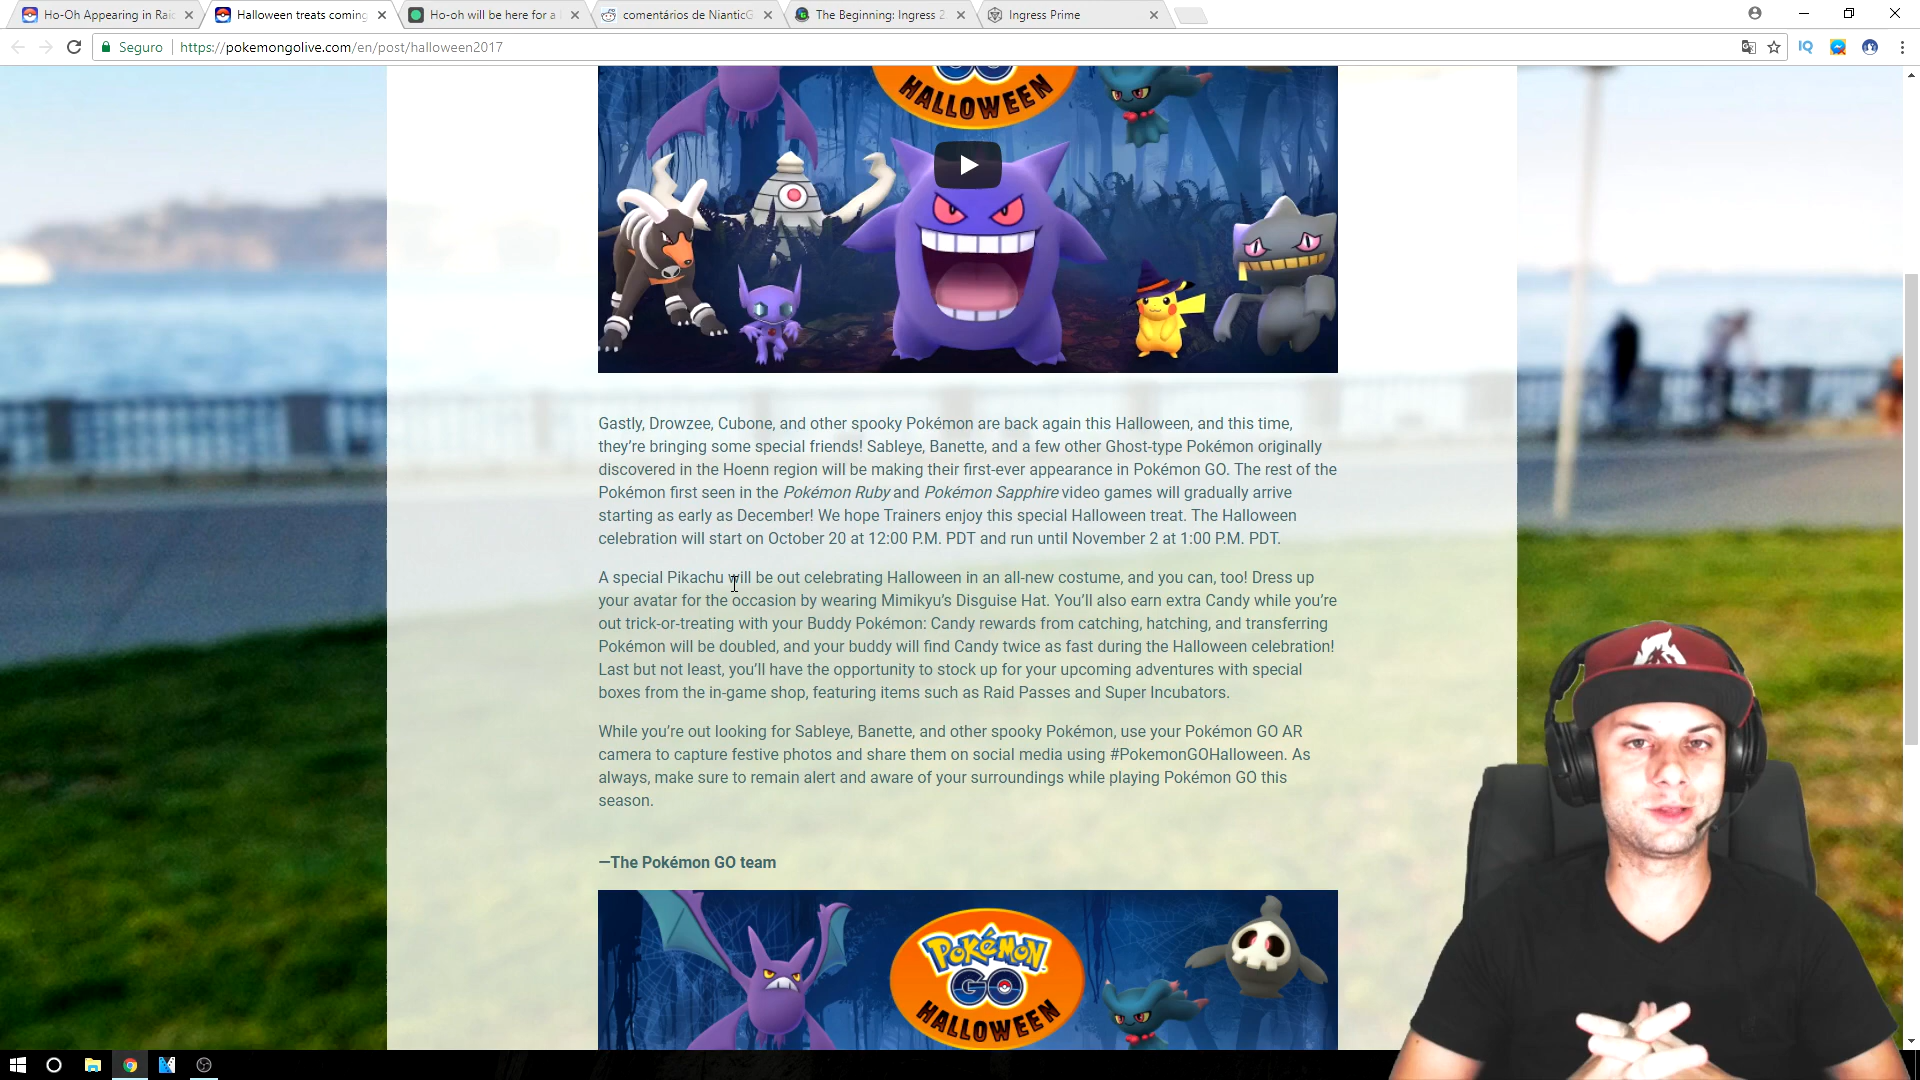 Ho-Oh Appearing in Raid
Halloween treats coming
Ho-oh will be here for a
comentários de NianticG
The Beginning: Ingress 2
Ingress Prime
Seguro
https://pokemongolive.com/en/post/halloween2017
IQ
GO
HALLOWEEN
Gastly, Drowzee, Cubone, and other spooky Pokémon are back again this Halloween, and this time,
they’re bringing some special friends! Sableye, Banette, and a few other Ghost-type Pokémon originally
discovered in the Hoenn region will be making their first-ever appearance in Pokémon GO. The rest of the
Pokémon first seen in the Pokémon Ruby and Pokémon Sapphire video games will gradually arrive
starting as early as December! We hope Trainers enjoy this special Halloween treat. The Halloween
celebration will start on October 20 at 12:00 P.M. PDT and run until November 2 at 1:00 P.M. PDT.
A special Pikachu will be out celebrating Halloween in an all-new costume, and you can, too! Dress up
your avatar for the occasion by wearing Mimikyu’s Disguise Hat. You’ll also earn extra Candy while you’re
out trick-or-treating with your Buddy Pokémon: Candy rewards from catching, hatching, and transferring
Pokémon will be doubled, and your buddy will find Candy twice as fast during the Halloween celebration!
Last but not least, you’ll have the opportunity to stock up for your upcoming adventures with special
boxes from the in-game shop, featuring items such as Raid Passes and Super Incubators.
While you’re out looking for Sableye, Banette, and other spooky Pokémon, use your Pokémon GO AR
camera to capture festive photos and share them on social media using #PokemonGOHalloween. As
always, make sure to remain alert and aware of your surroundings while playing Pokémon GO this
season.
—The Pokémon GO team
POKéMON
GO
HALLOWEEN